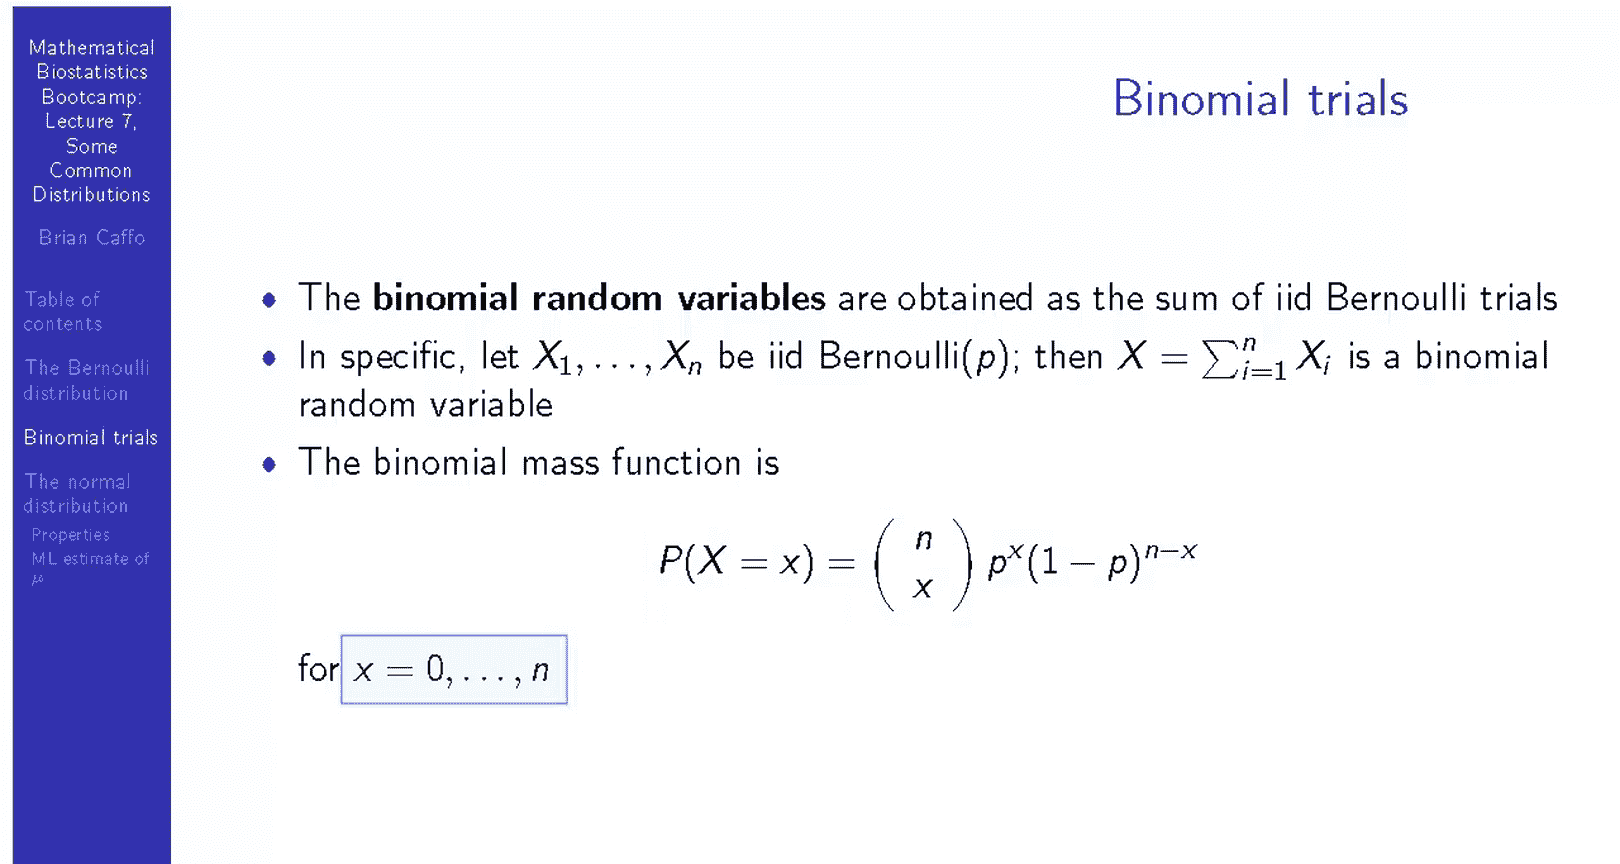 Mathematical
Biostatistics
Bootcamp:
Lecture 7,
Some
Common
Distributions
Brian Caffo
Table of
contents
The Bernoulli
distribution
Binomial trials
The normal
distribution
Properties
ML estimate of
μ
Binomial trials
• The binomial random variables are obtained as the sum of iid Bernoulli trials
• In specific, let X₁, . . . , Xₙ be iid Bernoulli(p); then X = ∑ⁿᵢ₌₁ Xᵢ is a binomial
random variable
• The binomial mass function is
P(X = x) = (n x) pˣ(1 − p)ⁿ⁻ˣ
for x = 0, . . . , n